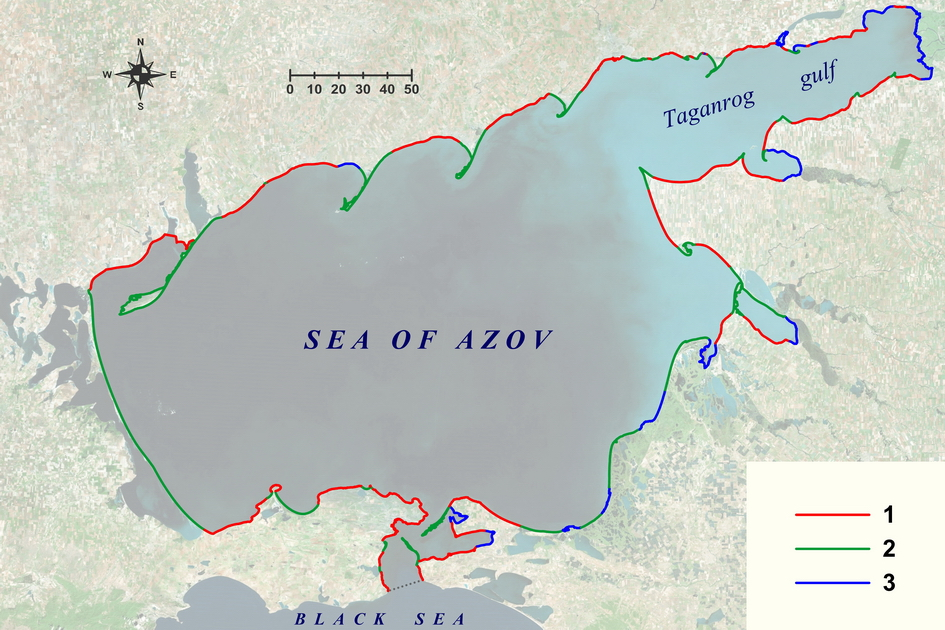 N
W E
S
0 10 20 30 40 50
Taganrog gulf
SEA OF AZOV
1
2
3
BLACK SEA